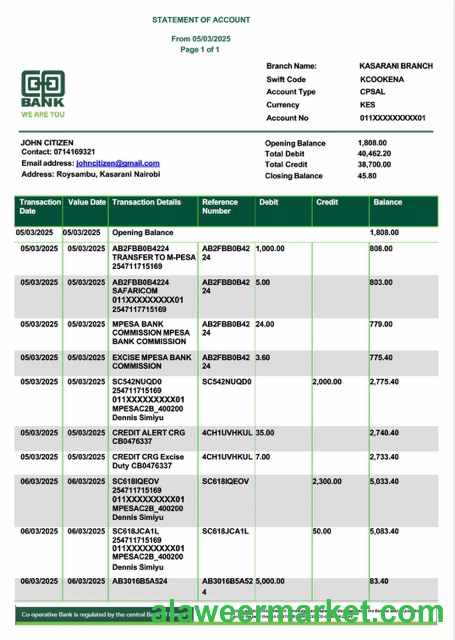 STATEMENT OF ACCOUNT
From 05/03/2025
Page 1 of 1
Branch Name: KASARANI BRANCH
Swift Code KCOOKENA
Account Type CPSAL
Currency KES
Account No 011XXXXXXXXX01
BANK
WE ARE YOU
JOHN CITIZEN
Contact: 0714169321
Email address: johncitizen@gmail.com
Address: Roysambu, Kasarani Nairobi
Opening Balance 1,808.00
Total Debit 40,462.20
Total Credit 38,700.00
Closing Balance 45.80
Transaction Value Date Transaction Details Reference Debit Credit Balance
Date Number
05/03/2025 05/03/2025 Opening Balance 1,808.00
05/03/2025 05/03/2025 AB2FBB0B4224 AB2FBB0B42 1,000.00 808.00
TRANSFER TO M-PESA 24
254711715169
05/03/2025 05/03/2025 AB2FBB0B4224 AB2FBB0B42 5.00 803.00
SAFARICOM 24
011XXXXXXXXX01
2547117715169
05/03/2025 05/03/2025 MPESA BANK AB2FBB0B42 24.00 779.00
COMMISSION MPESA 24
BANK COMMISSION
05/03/2025 05/03/2025 EXCISE MPESA BANK AB2FBB0B42 3.60 775.40
COMMISSION 24
05/03/2025 05/03/2025 SC542NUQD0 SC542NUQD0 2,000.00 2,775.40
254711715169
011XXXXXXXXX01
MPESAC2B_400200
Dennis Simiyu
05/03/2025 05/03/2025 CREDIT ALERT CRG 4CH1UVHKUL 35.00 2,740.40
CB0476337
05/03/2025 05/03/2025 CREDIT CRG Excise 4CH1UVHKUL 7.00 2,733.40
Duty CB0476337
06/03/2025 06/03/2025 SC618IQEOV SC618IQEOV 2,300.00 5,033.40
254711715169
011XXXXXXXXX01
MPESAC2B_400200
Dennis Simiyu
06/03/2025 06/03/2025 SC618JCA1L SC618JCA1L 50.00 5,083.40
254711715169
011XXXXXXXXX01
MPESAC2B_400200
Dennis Simiyu
06/03/2025 06/03/2025 AB3016B5A524 AB3016B5A52 5,000.00 83.40
4
Co-operative Bank is regulated by the central Bank
alaweermarket.com